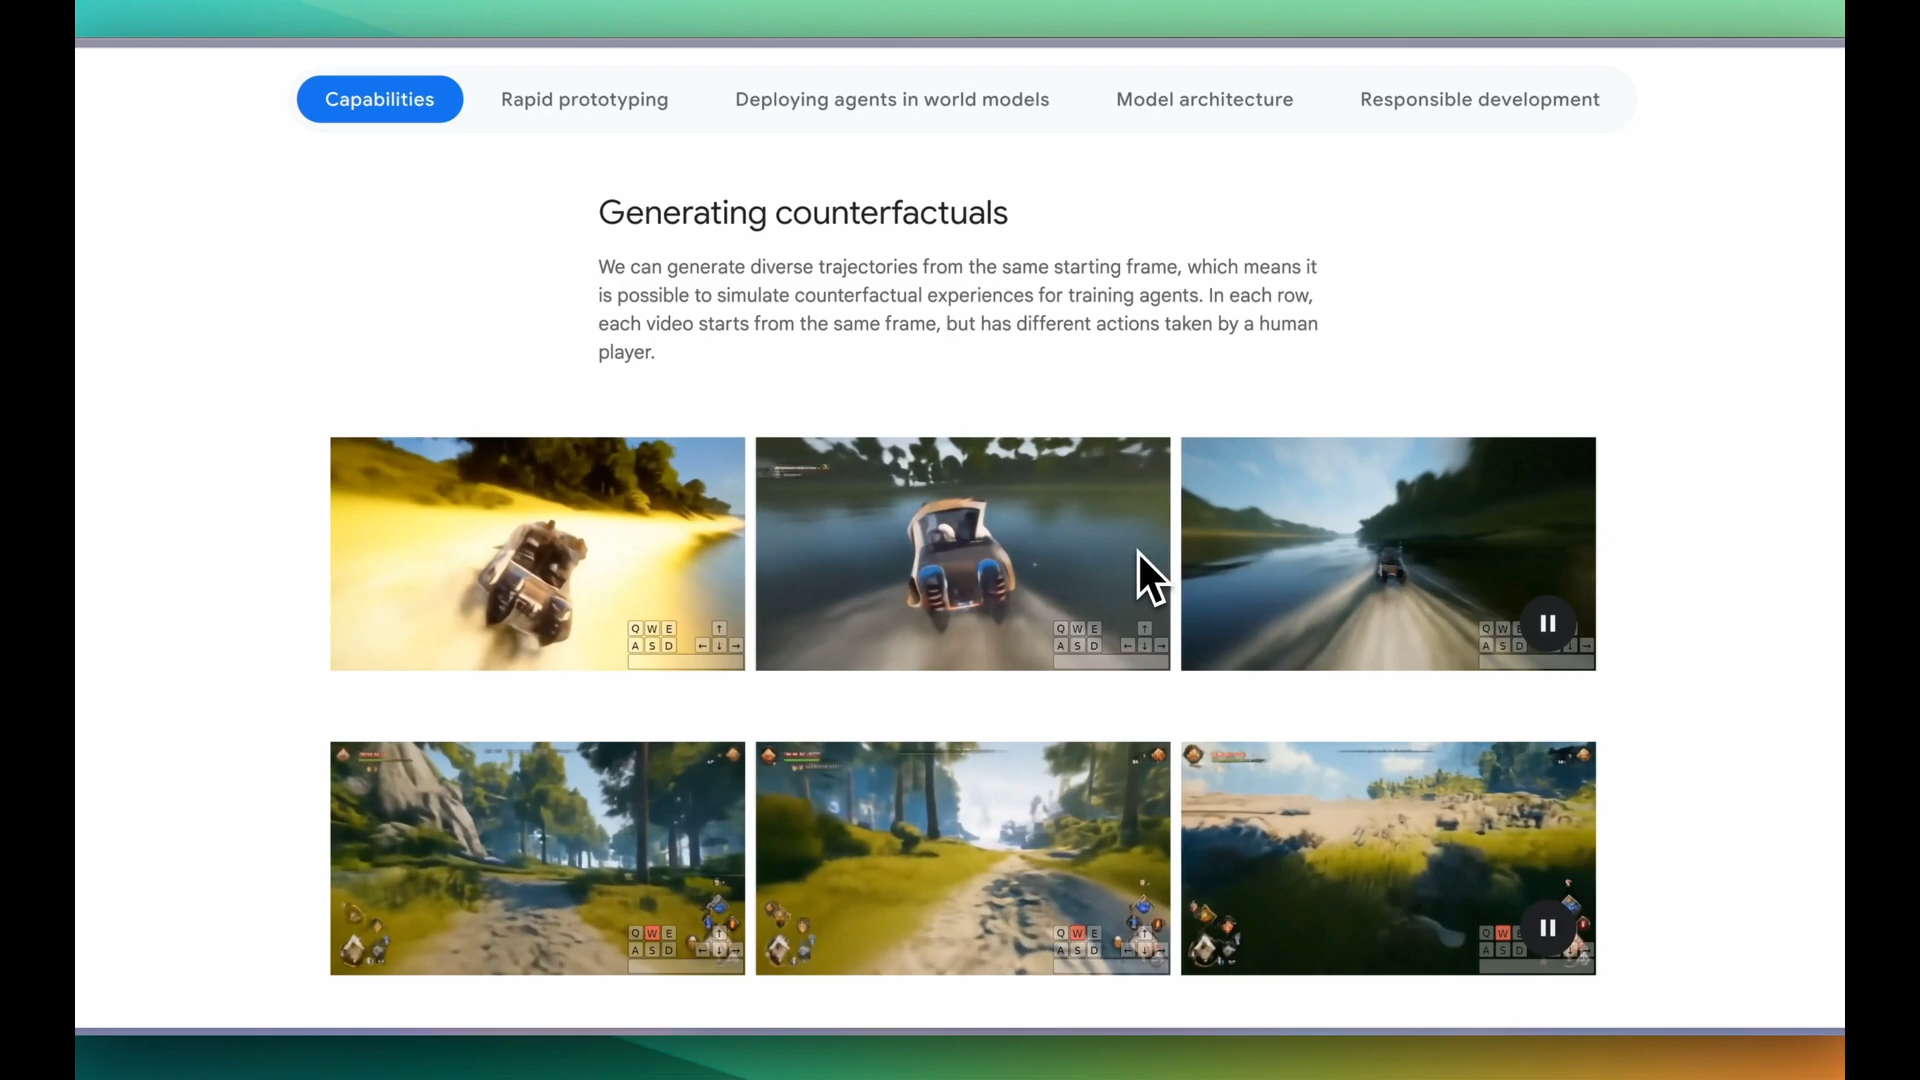 Capabilities
Rapid prototyping
Deploying agents in world models
Model architecture
Responsible development
Generating counterfactuals
We can generate diverse trajectories from the same starting frame, which means it
is possible to simulate counterfactual experiences for training agents. In each row,
each video starts from the same frame, but has different actions taken by a human
player.
Q W E ↑
A S D ← ↓ →
Q W E ↑
A S D ← ↓ →
Q W E
A S D ↓ →
Q W E ↑
A S D ← ↓ →
Q W E ↑
A S D ← ↓ →
Q W E
A S D ↓ →